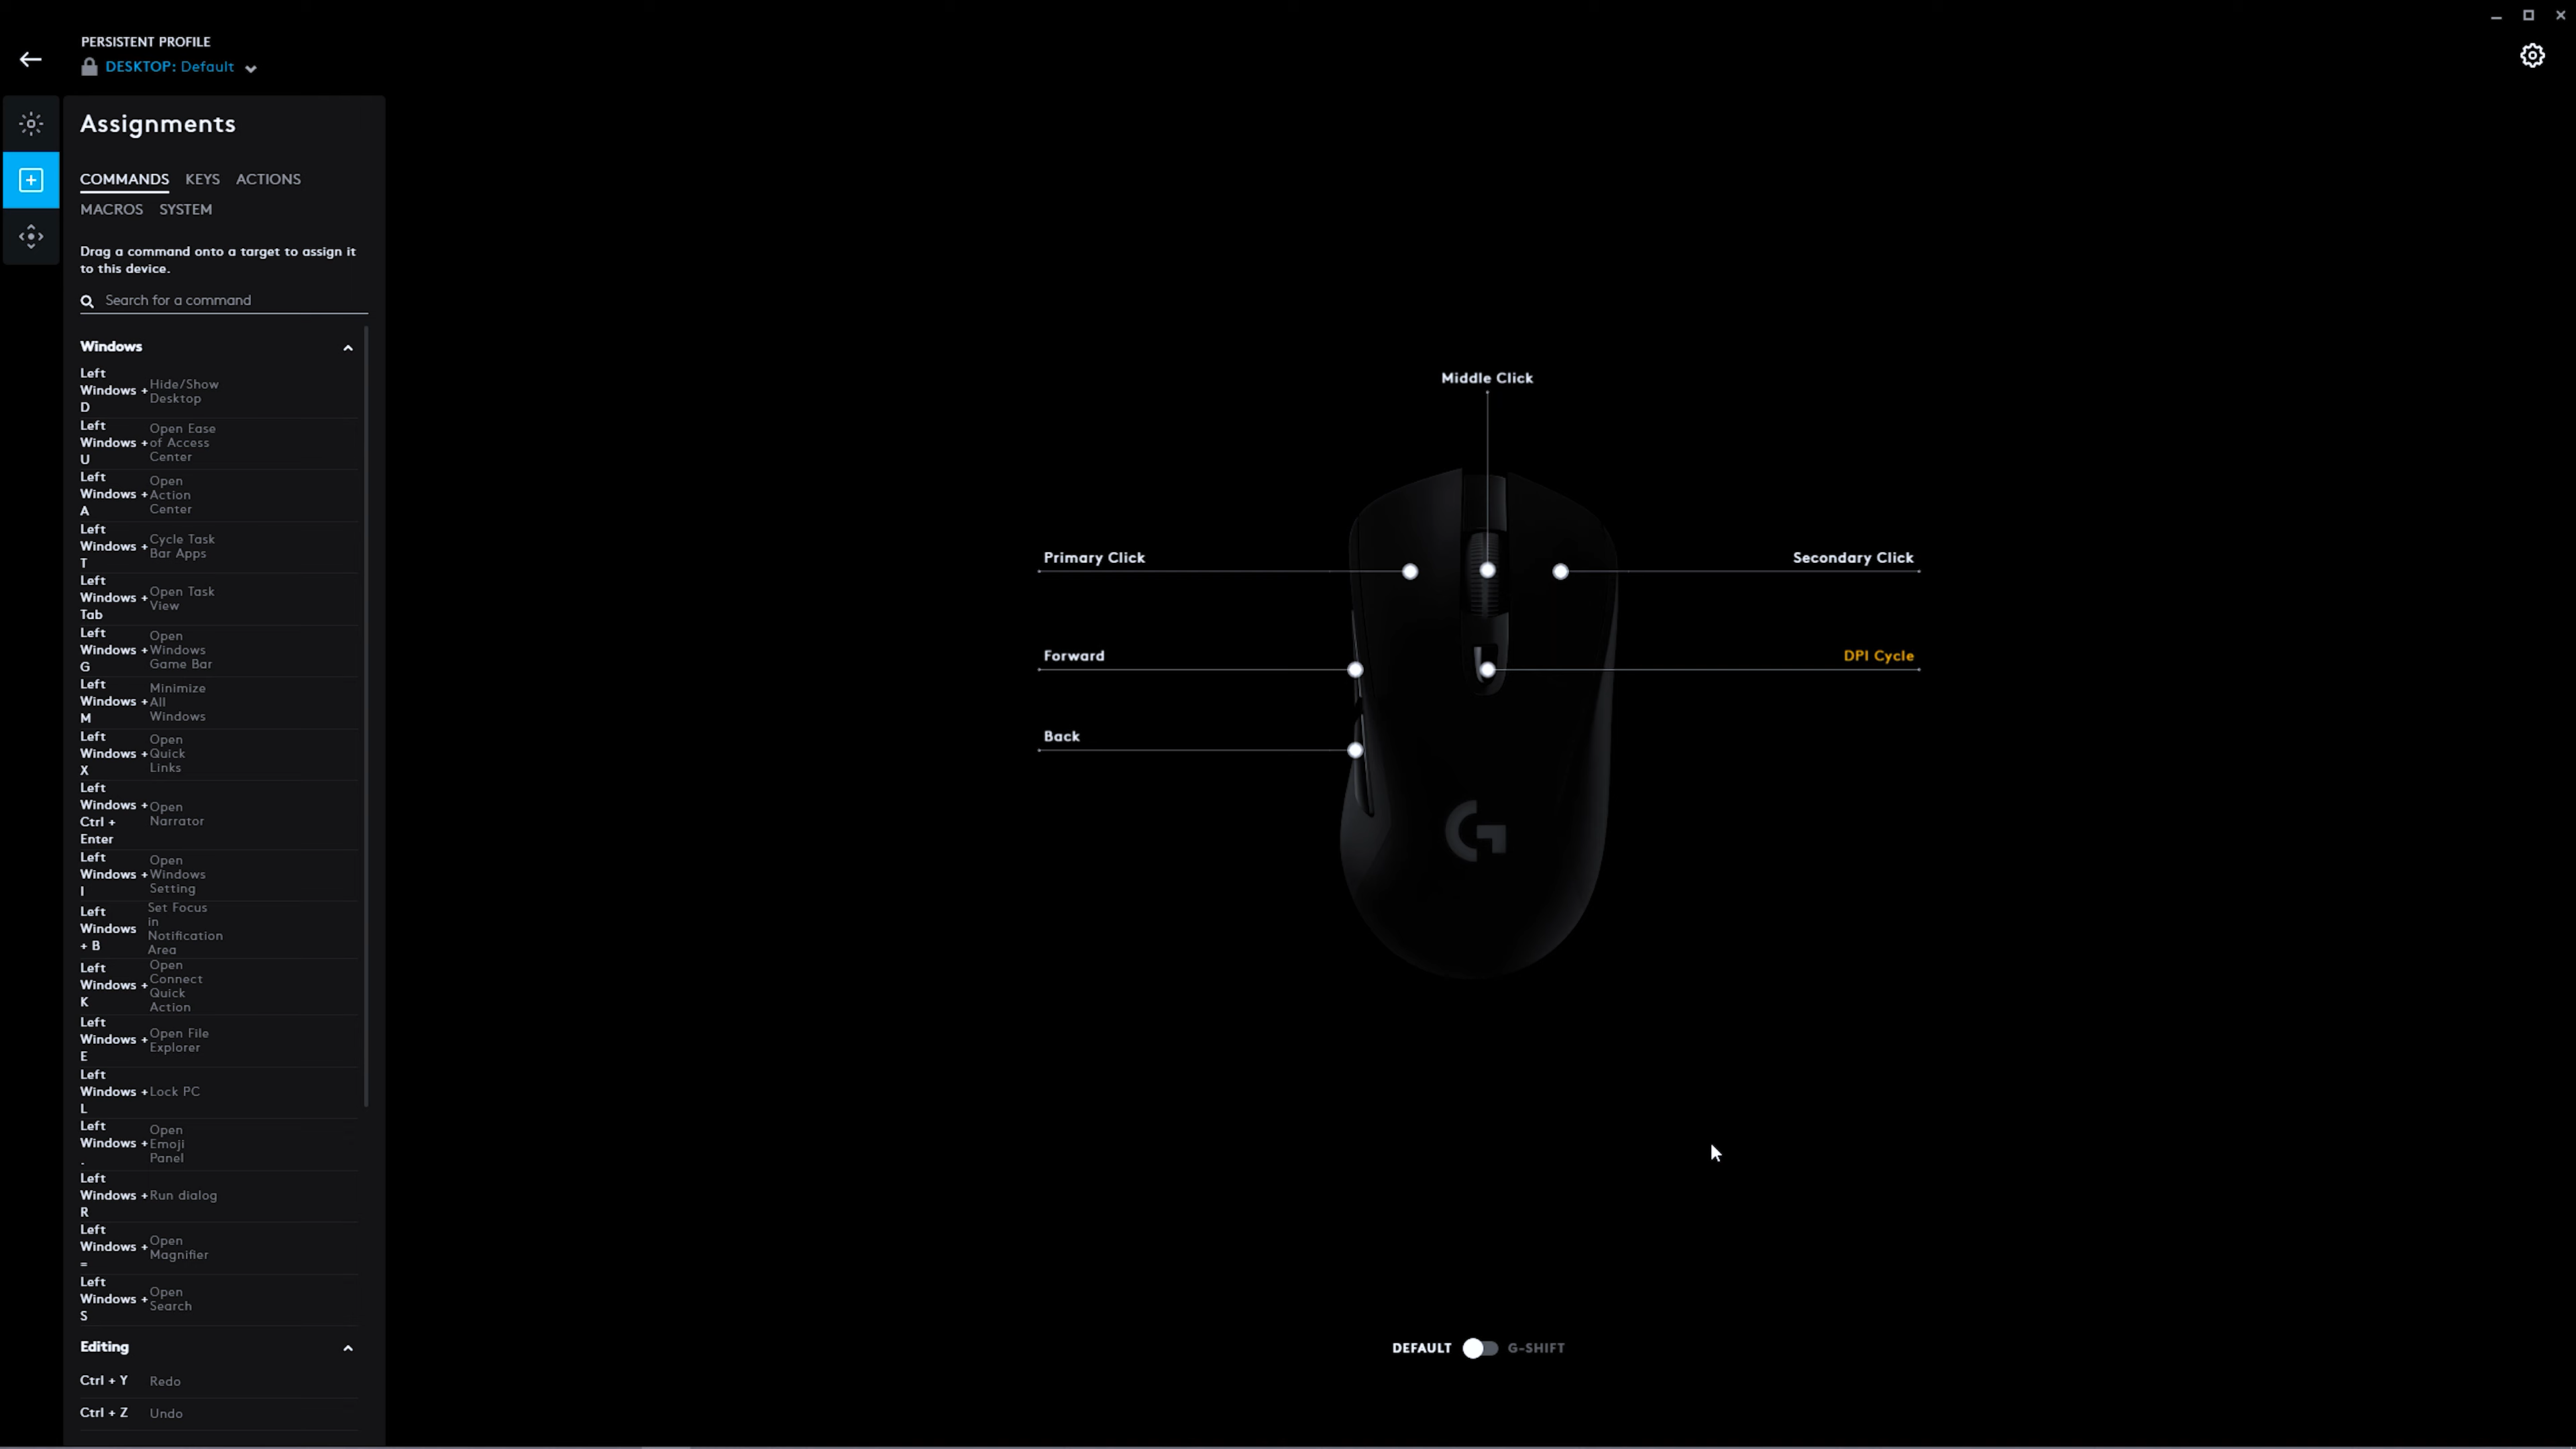 PERSISTENT PROFILE
DESKTOP: Default
Assignments
COMMANDS KEYS ACTIONS
MACROS SYSTEM
Drag a command onto a target to assign it
to this device.
Search for a command
Windows
Left
Windows +
D
Hide/Show
Desktop
Left
Windows +
U
Open Ease
of Access
Center
Left
Windows +
A
Open
Action
Center
Left
Windows +
T
Cycle Task
Bar Apps
Left
Windows +
Tab
Open Task
View
Left
Windows +
G
Open
Windows
Game Bar
Left
Windows +
M
Minimize
All
Windows
Left
Windows +
X
Open
Quick
Links
Left
Windows +
Ctrl +
Enter
Open
Narrator
Left
Windows +
I
Open
Windows
Setting
Left
Windows
+ B
Set Focus
in
Notification
Area
Left
Windows +
K
Open
Connect
Quick
Action
Left
Windows +
E
Open File
Explorer
Left
Windows +
L
Lock PC
Left
Windows +
.
Open
Emoji
Panel
Left
Windows +
R
Run dialog
Left
Windows +
=
Open
Magnifier
Left
Windows +
S
Open
Search
Editing
Ctrl + Y Redo
Ctrl + Z Undo
Middle Click
Primary Click
Secondary Click
Forward
DPI Cycle
Back
G
DEFAULT G-SHIFT